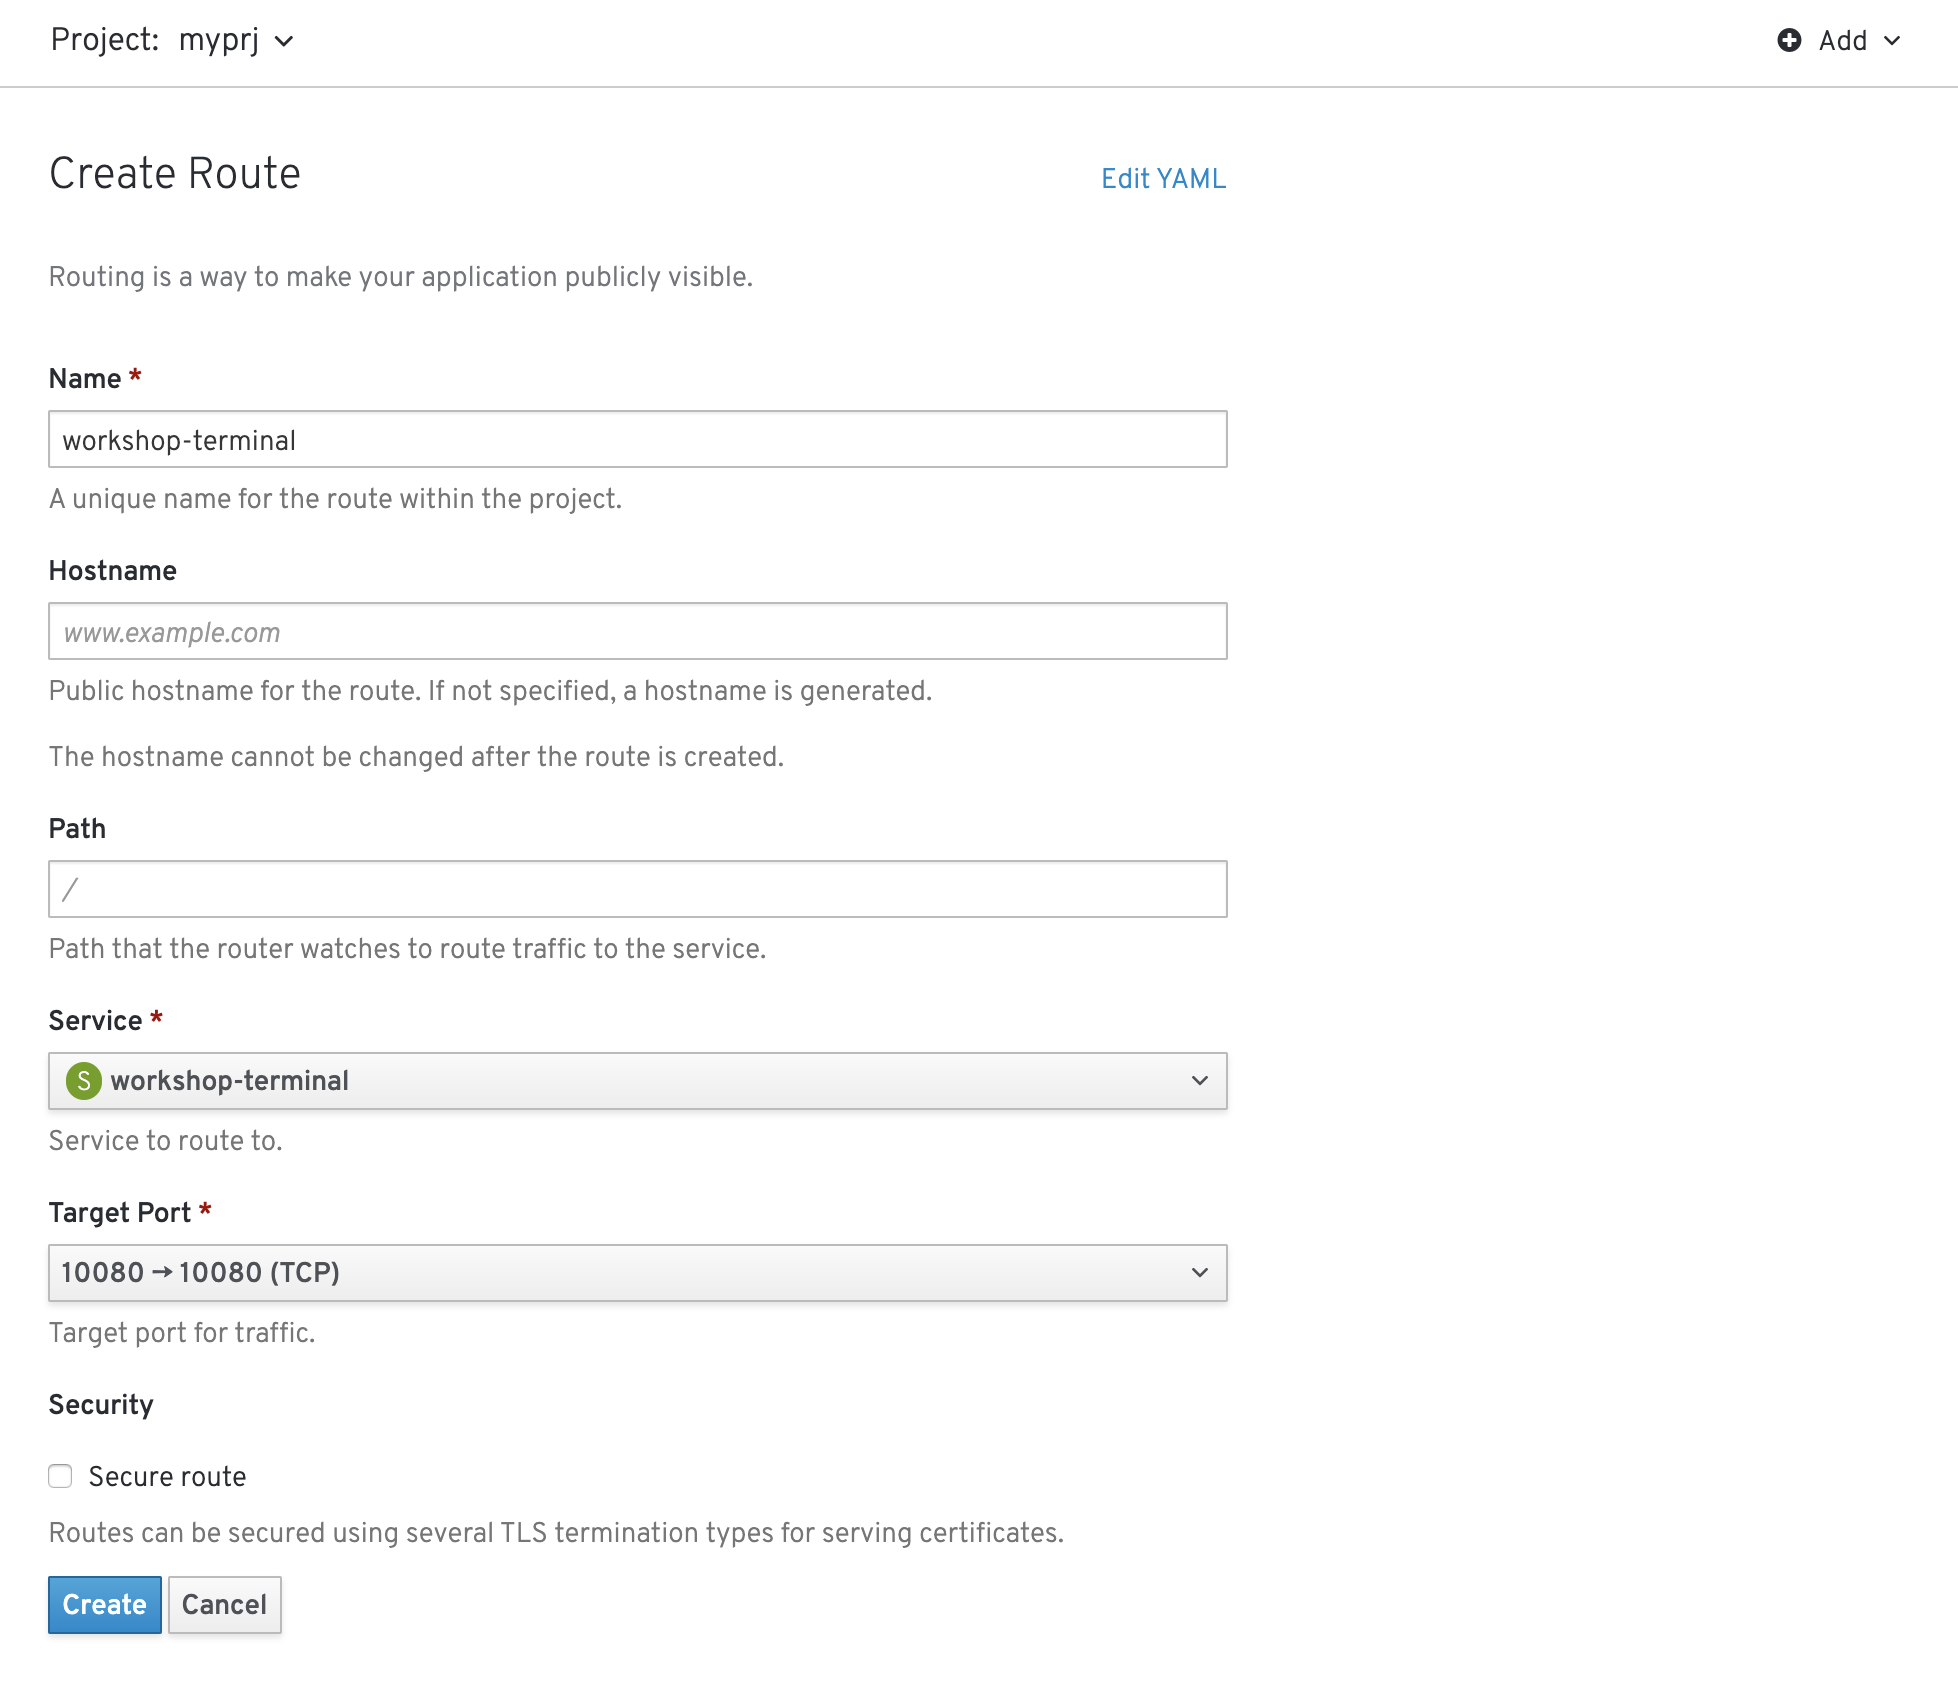 Project: myprj
Add
Create Route
Edit YAML
Routing is a way to make your application publicly visible.
Name *
workshop-terminal
A unique name for the route within the project.
Hostname
www.example.com
Public hostname for the route. If not specified, a hostname is generated.
The hostname cannot be changed after the route is created.
Path
/
Path that the router watches to route traffic to the service.
Service *
S workshop-terminal
Service to route to.
Target Port *
10080 → 10080 (TCP)
Target port for traffic.
Security
Secure route
Routes can be secured using several TLS termination types for serving certificates.
Create Cancel